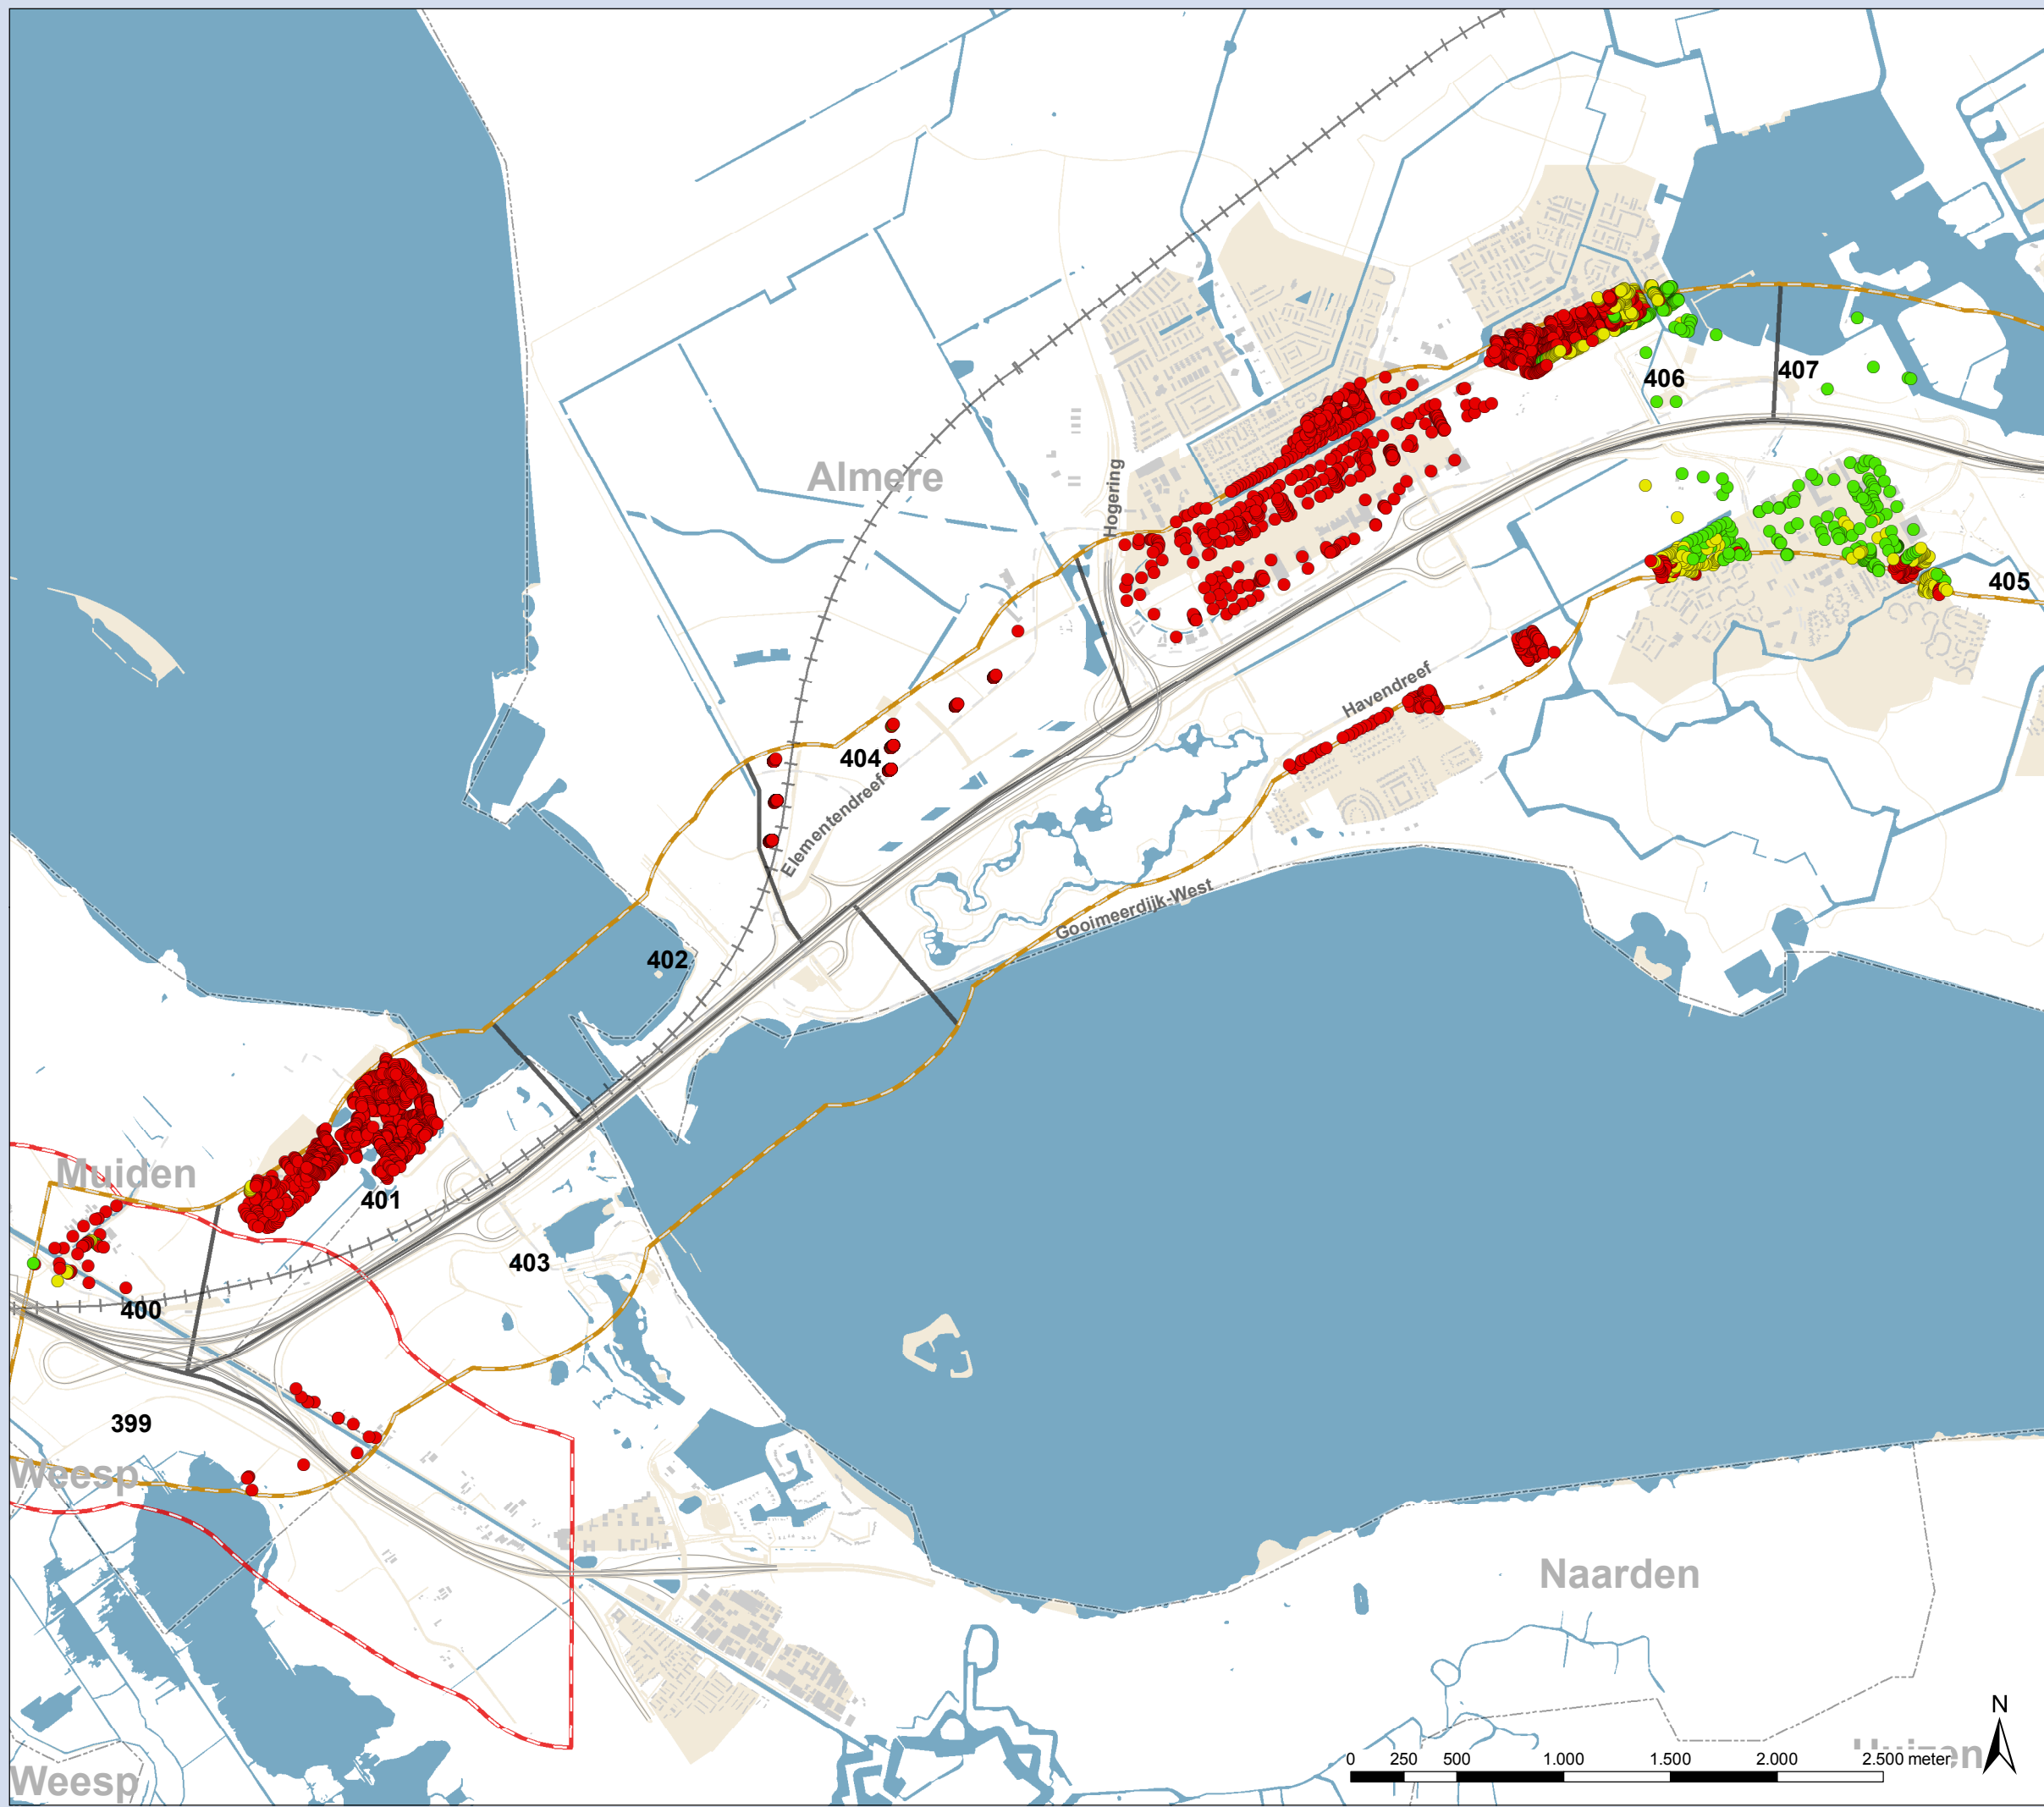 406
407
Almere
Hogering
405
Havendreef
404
Elementendreef
Gooimeerdijk-West
402
Muiden
401
403
400
399
Weesp
Naarden
N
Huizen
0 250 500 1.000 1.500 2.000 2.500 meter
Weesp